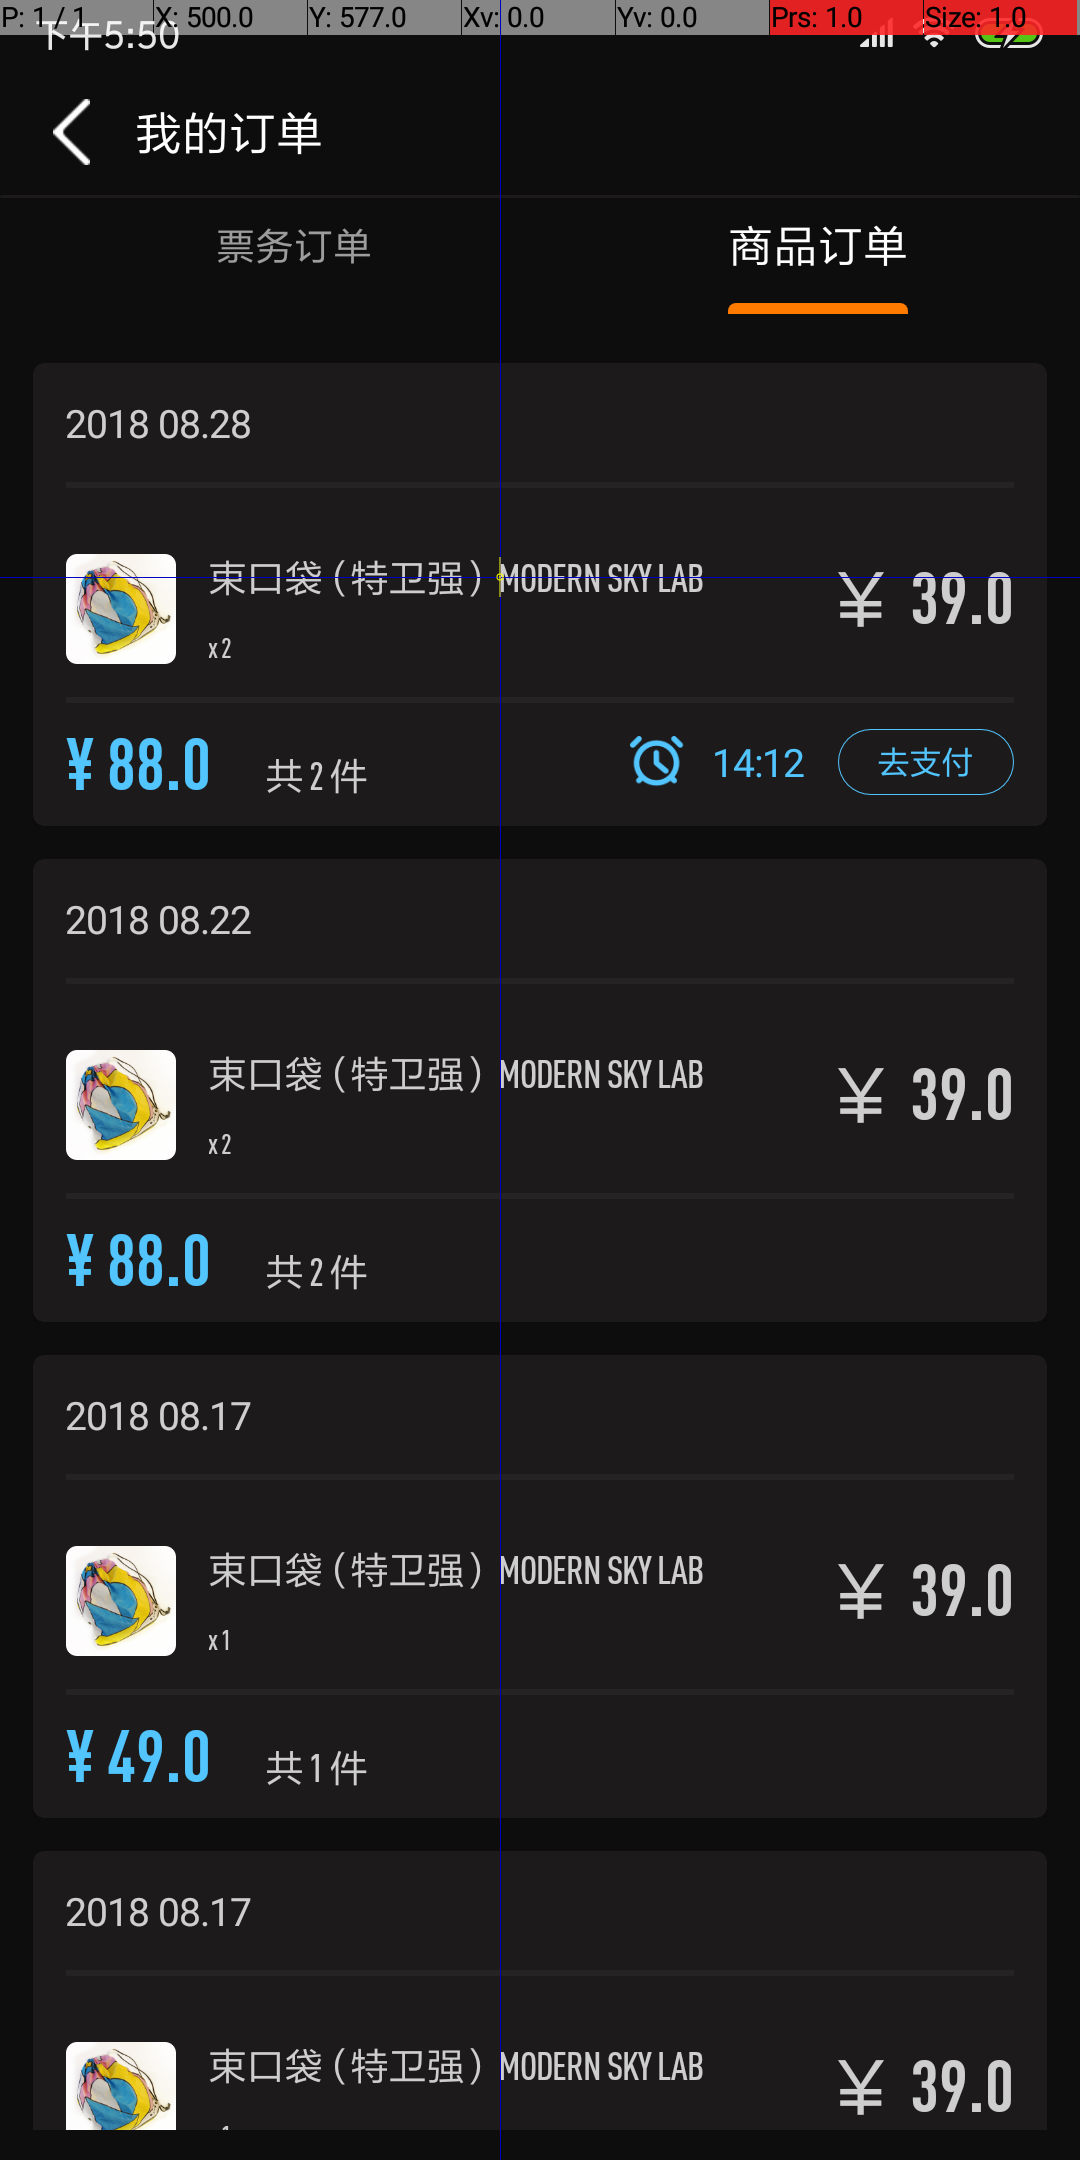 P: 1 / 1 X: 500.0 Y: 577.0 Xv: 0.0 Yv: 0.0 Prs: 1.0 Size: 1.0
下午5:50
我的订单
票务订单 商品订单
2018 08.28
束口袋（特卫强）MODERN SKY LAB
¥ 39.0
x2
¥ 88.0 共2件 14:12 去支付
2018 08.22
束口袋（特卫强）MODERN SKY LAB
¥ 39.0
x2
¥ 88.0 共2件
2018 08.17
束口袋（特卫强）MODERN SKY LAB
¥ 39.0
x1
¥ 49.0 共1件
2018 08.17
束口袋（特卫强）MODERN SKY LAB
¥ 39.0